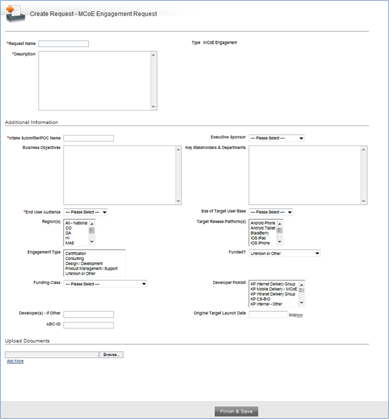 Create Request - MCoE Engagement Request
*Request Name
Type MCoE Engagement
*Description
Additional Information
*Intake Submitter/POC Name
Executive Sponsor
--- Please Select ---
Business Objectives
Key Stakeholders & Departments
*End User Audience
--- Please Select ---
Size of Target User Base
--- Please Select ---
Region(s)
All - National
CO
GA
HI
Target Release Platform(s)
Android Phone
Android Tablet
BlackBerry
iOS iPad
iOS iPhone
Engagement Type
Certification
Consulting
Design / Development
Product Management / Support
Unknown or Other
Funded?
Unknown or Other
Funding Class
--- Please Select ---
Developer Pocket
KP Internet Delivery Group
KP Mobile Delivery - MCoE
KP Intranet Delivery Group
KP CS-BIO
KP Internal - Other
Developer(s) - If Other
Original Target Launch Date
ABC-ID
Upload Documents
Browse...
Add More
Finish & Save